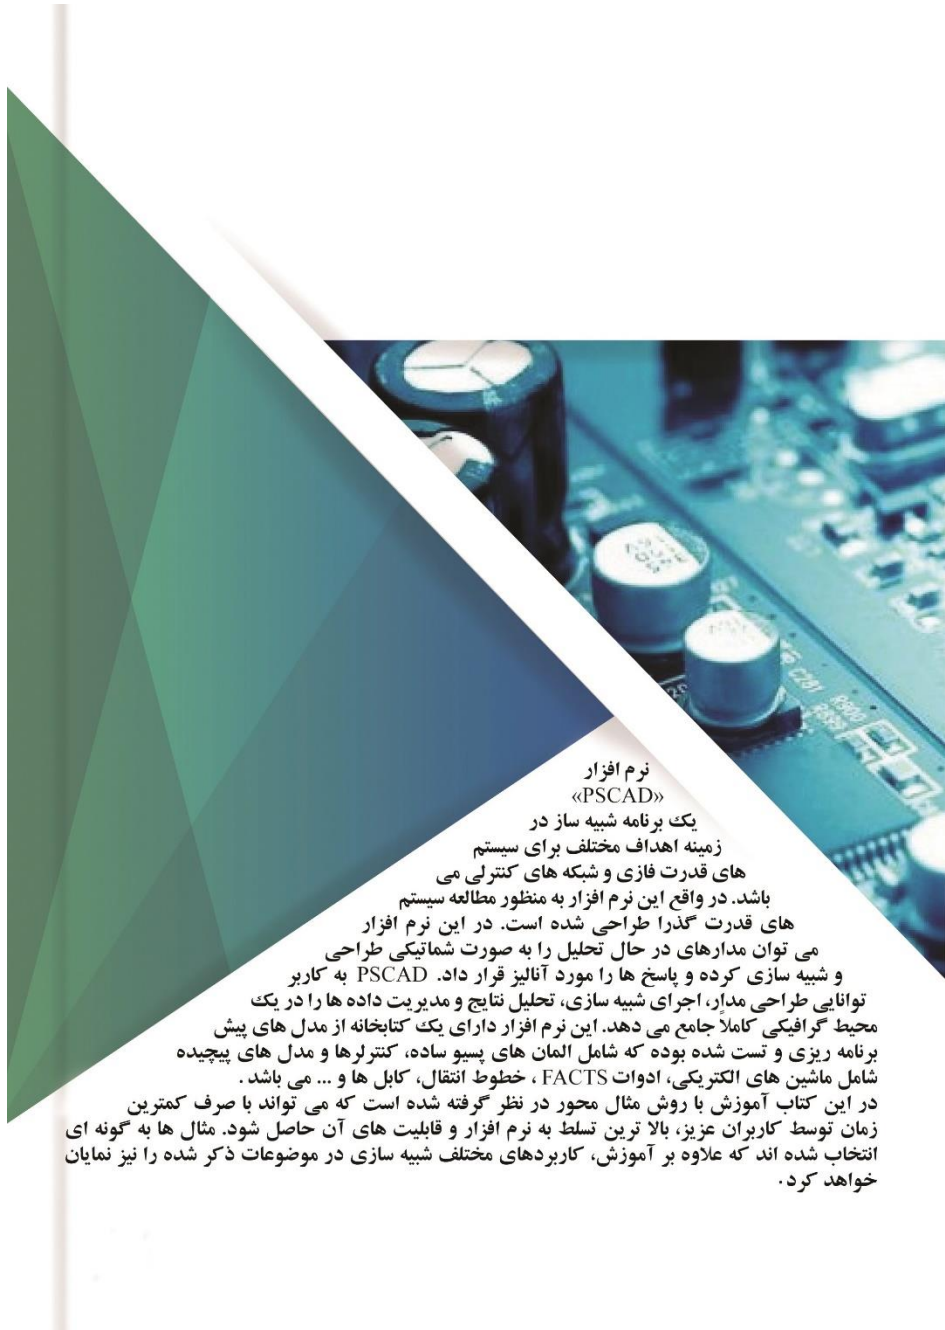 C281
R900
R899
نرم افزار
«PSCAD»
یک برنامه شبیه ساز در
زمینه اهداف مختلف برای سیستم
های قدرت فازی و شبکه های کنترلی می
باشد. در واقع این نرم افزار به منظور مطالعه سیستم
های قدرت گذرا طراحی شده است. در این نرم افزار
می توان مدارهای در حال تحلیل را به صورت شماتیکی طراحی
و شبیه سازی کرده و پاسخ ها را مورد آنالیز قرار داد. PSCAD به کاربر
توانایی طراحی مدار، اجرای شبیه سازی، تحلیل نتایج و مدیریت داده ها را در یک
محیط گرافیکی کاملاً جامع می دهد. این نرم افزار دارای یک کتابخانه از مدل های پیش
برنامه ریزی و تست شده بوده که شامل المان های پسیو ساده، کنترلرها و مدل های پیچیده
شامل ماشین های الکتریکی، ادوات FACTS ، خطوط انتقال، کابل ها و ... می باشد .
در این کتاب آموزش با روش مثال محور در نظر گرفته شده است که می تواند با صرف کمترین
زمان توسط کاربران عزیز، بالا ترین تسلط به نرم افزار و قابلیت های آن حاصل شود. مثال ها به گونه ای
انتخاب شده اند که علاوه بر آموزش، کاربردهای مختلف شبیه سازی در موضوعات ذکر شده را نیز نمایان
خواهد کرد.